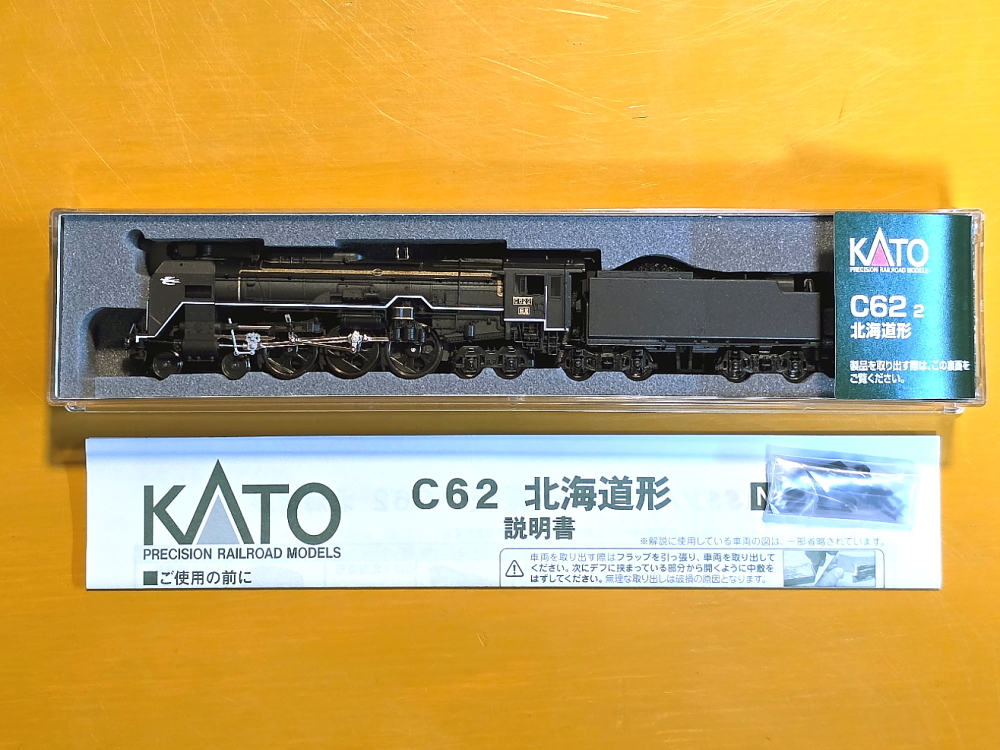 KATO
PRECISION RAILROAD MODELS
C62 2
北海道形
製品を取り出す際は、この裏面を
ご覧ください。
C622
KATO
PRECISION RAILROAD MODELS
C62 北海道形
N
説明書
※解説に使用している車両の図は、一部省略されています。
■ご使用の前に
車両を取り出す際はフラップを引っ張り、車両を取り出して
ください。次にデフに挟まっている部分から開くように中敷を
はずしてください。無理な取り出しは破損の原因となります。